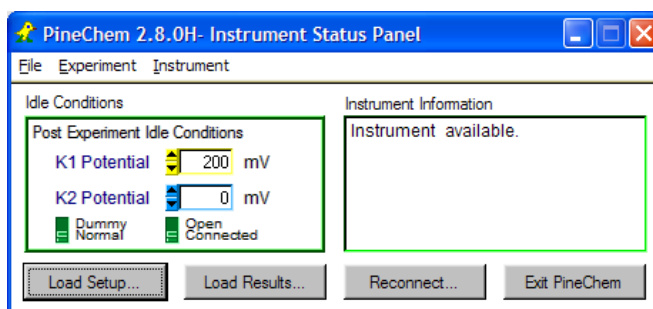 PineChem 2.8.0H- Instrument Status Panel
File Experiment Instrument
Idle Conditions
Post Experiment Idle Conditions
K1 Potential 200 mV
K2 Potential 0 mV
Dummy
Normal
Open
Connected
Instrument Information
Instrument available.
Load Setup... Load Results... Reconnect... Exit PineChem